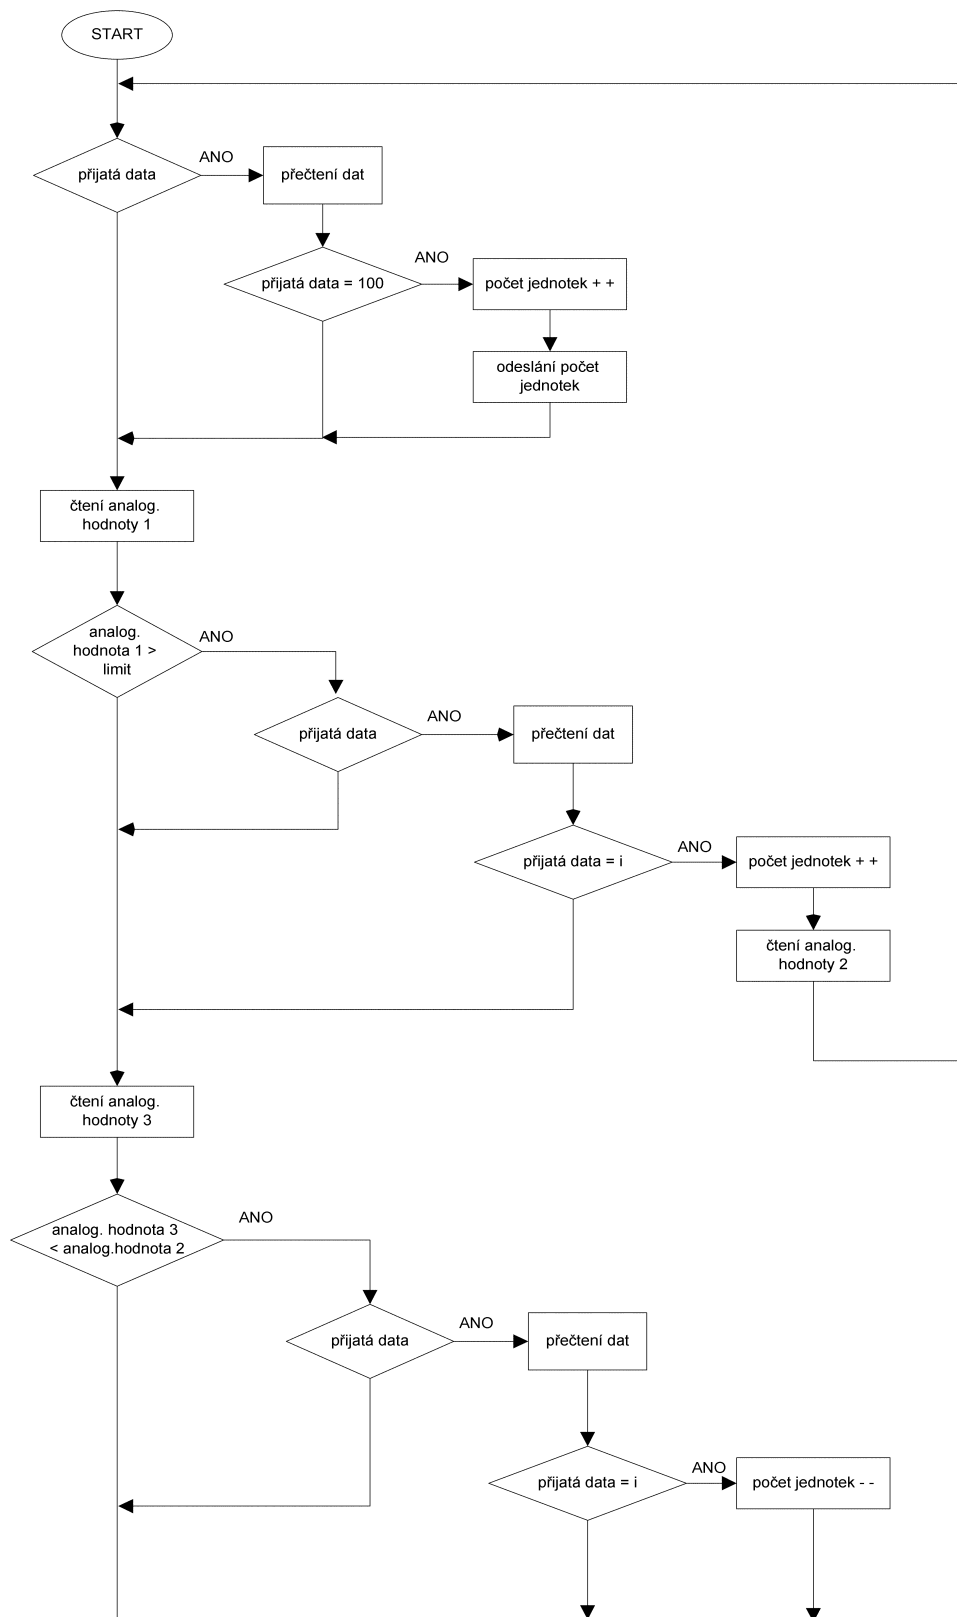 START
přijatá data
ANO
přečtení dat
přijatá data = 100
ANO
počet jednotek + +
odeslání počet
jednotek
čtení analog.
hodnoty 1
analog.
hodnota 1 >
limit
ANO
přijatá data
ANO
přečtení dat
přijatá data = i
ANO
počet jednotek + +
čtení analog.
hodnoty 2
čtení analog.
hodnoty 3
analog. hodnota 3
< analog.hodnota 2
ANO
přijatá data
ANO
přečtení dat
přijatá data = i
ANO
počet jednotek - -